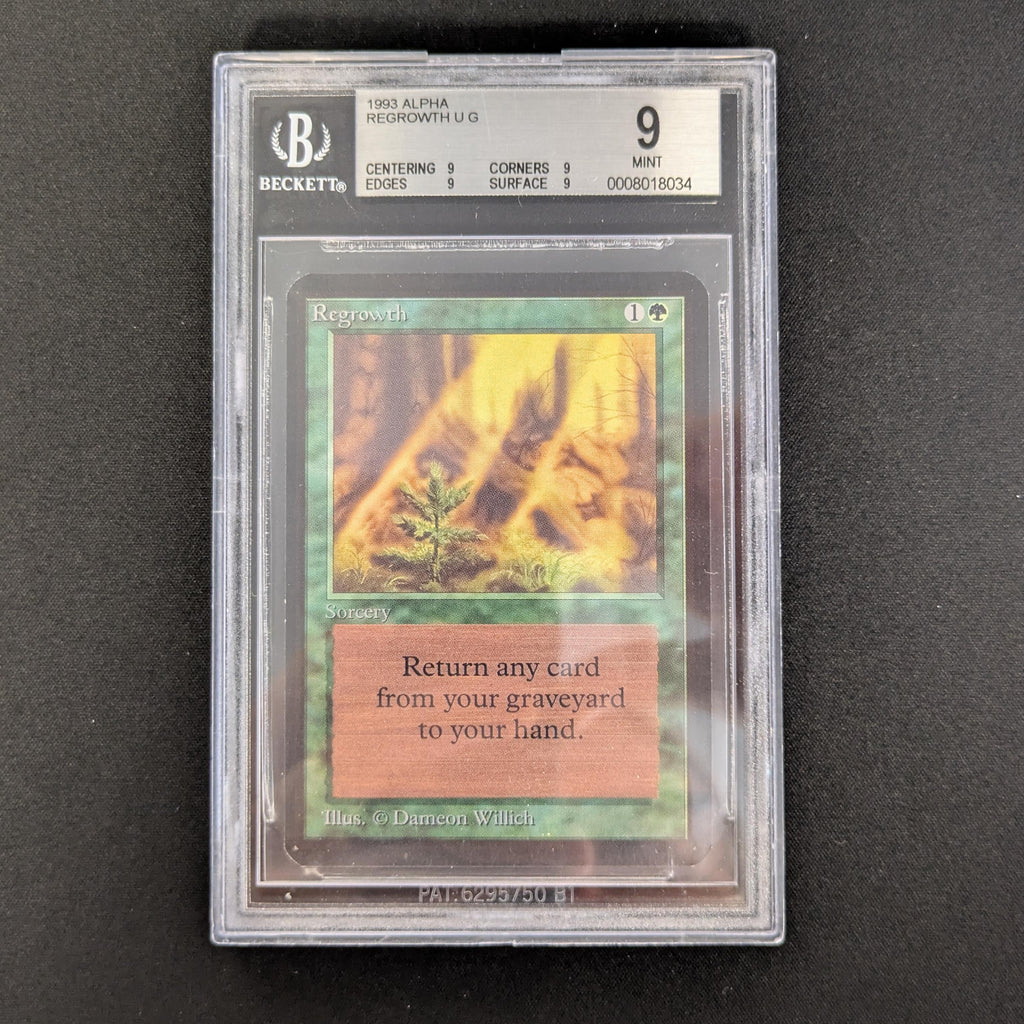 1993 ALPHA
REGROWTH U G
CENTERING 9 CORNERS 9
EDGES 9 SURFACE 9
9
MINT
0008018034
B
BECKETT®
Regrowth 1
Sorcery
Return any card
from your graveyard
to your hand.
Illus. © Dameon Willich
PAT. 6295750 B1